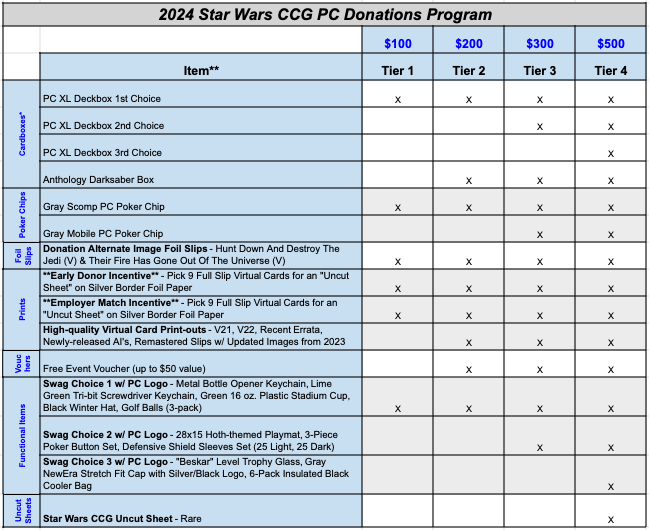 2024 Star Wars CCG PC Donations Program
$100 $200 $300 $500
Item** Tier 1 Tier 2 Tier 3 Tier 4
Cardboxes*
PC XL Deckbox 1st Choice x x x x
PC XL Deckbox 2nd Choice x x
PC XL Deckbox 3rd Choice x
Anthology Darksaber Box x x x
Poker Chips
Gray Scomp PC Poker Chip x x x x
Gray Mobile PC Poker Chip x x
Foil
Slips
Donation Alternate Image Foil Slips - Hunt Down And Destroy The
Jedi (V) & Their Fire Has Gone Out Of The Universe (V) x x x x
Prints
**Early Donor Incentive** - Pick 9 Full Slip Virtual Cards for an "Uncut
Sheet" on Silver Border Foil Paper x x x x
**Employer Match Incentive** - Pick 9 Full Slip Virtual Cards for an
"Uncut Sheet" on Silver Border Foil Paper x x x x
High-quality Virtual Card Print-outs - V21, V22, Recent Errata,
Newly-released AI's, Remastered Slips w/ Updated Images from 2023 x x x
Vouc
hers
Free Event Voucher (up to $50 value) x x x
Functional Items
Swag Choice 1 w/ PC Logo - Metal Bottle Opener Keychain, Lime
Green Tri-bit Screwdriver Keychain, Green 16 oz. Plastic Stadium Cup,
Black Winter Hat, Golf Balls (3-pack) x x x x
Swag Choice 2 w/ PC Logo - 28x15 Hoth-themed Playmat, 3-Piece
Poker Button Set, Defensive Shield Sleeves Set (25 Light, 25 Dark) x x
Swag Choice 3 w/ PC Logo - "Beskar" Level Trophy Glass, Gray
NewEra Stretch Fit Cap with Silver/Black Logo, 6-Pack Insulated Black
Cooler Bag x
Uncut
Sheets
Star Wars CCG Uncut Sheet - Rare x